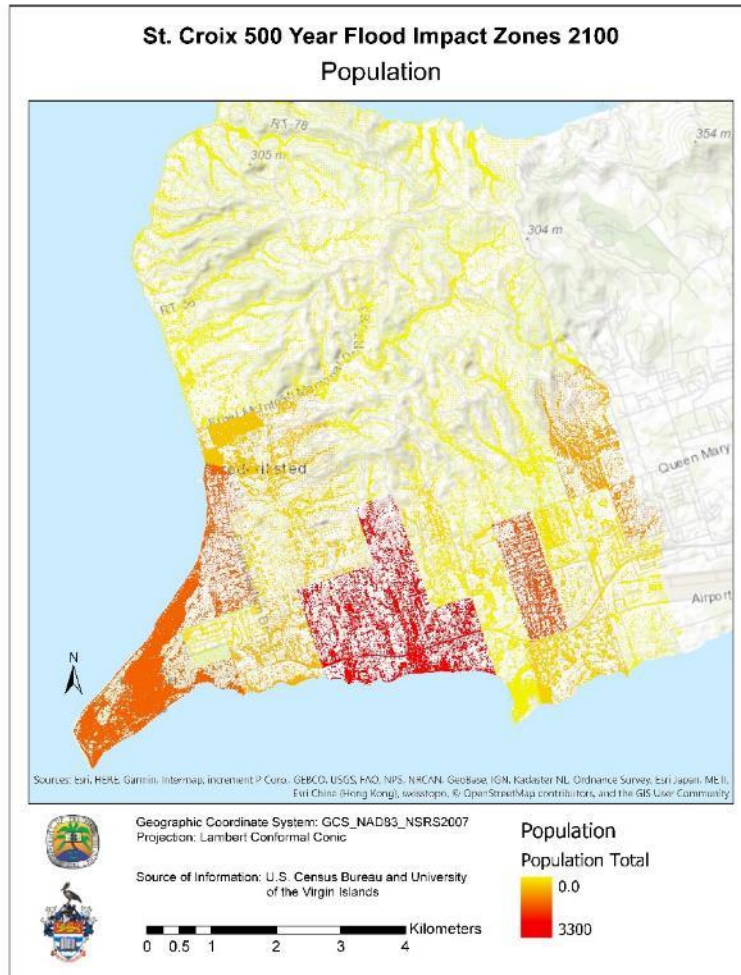 St. Croix 500 Year Flood Impact Zones 2100
Population
RT-78
305 m
354 m
304 m
Queen Mary
Airport
N
Sources: Esri, HERE, Garmin, Intermap, increment P Corp., GEBCO, USGS, FAO, NPS, NRCAN, GeoBase, IGN, Kadaster NL, Ordnance Survey, Esri Japan, METI,
Esri China (Hong Kong), swisstopo, © OpenStreetMap contributors, and the GIS User Community
Geographic Coordinate System: GCS_NAD83_NSRS2007
Projection: Lambert Conformal Conic
Source of Information: U.S. Census Bureau and University
of the Virgin Islands
Kilometers
0 0.5 1 2 3 4
Population
Population Total
0.0
3300